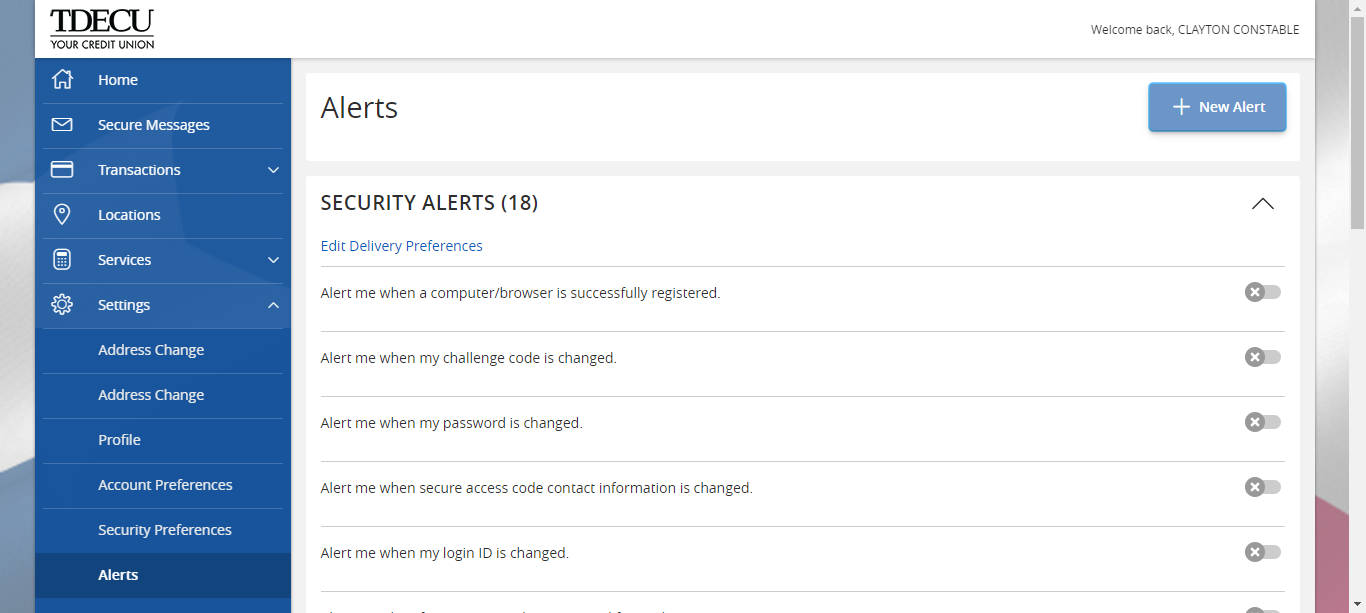 TDECU
YOUR CREDIT UNION
Welcome back, CLAYTON CONSTABLE
Home
Secure Messages
Transactions
Locations
Services
Settings
Address Change
Address Change
Profile
Account Preferences
Security Preferences
Alerts
Alerts
New Alert
SECURITY ALERTS (18)
Edit Delivery Preferences
Alert me when a computer/browser is successfully registered.
Alert me when my challenge code is changed.
Alert me when my password is changed.
Alert me when secure access code contact information is changed.
Alert me when my login ID is changed.